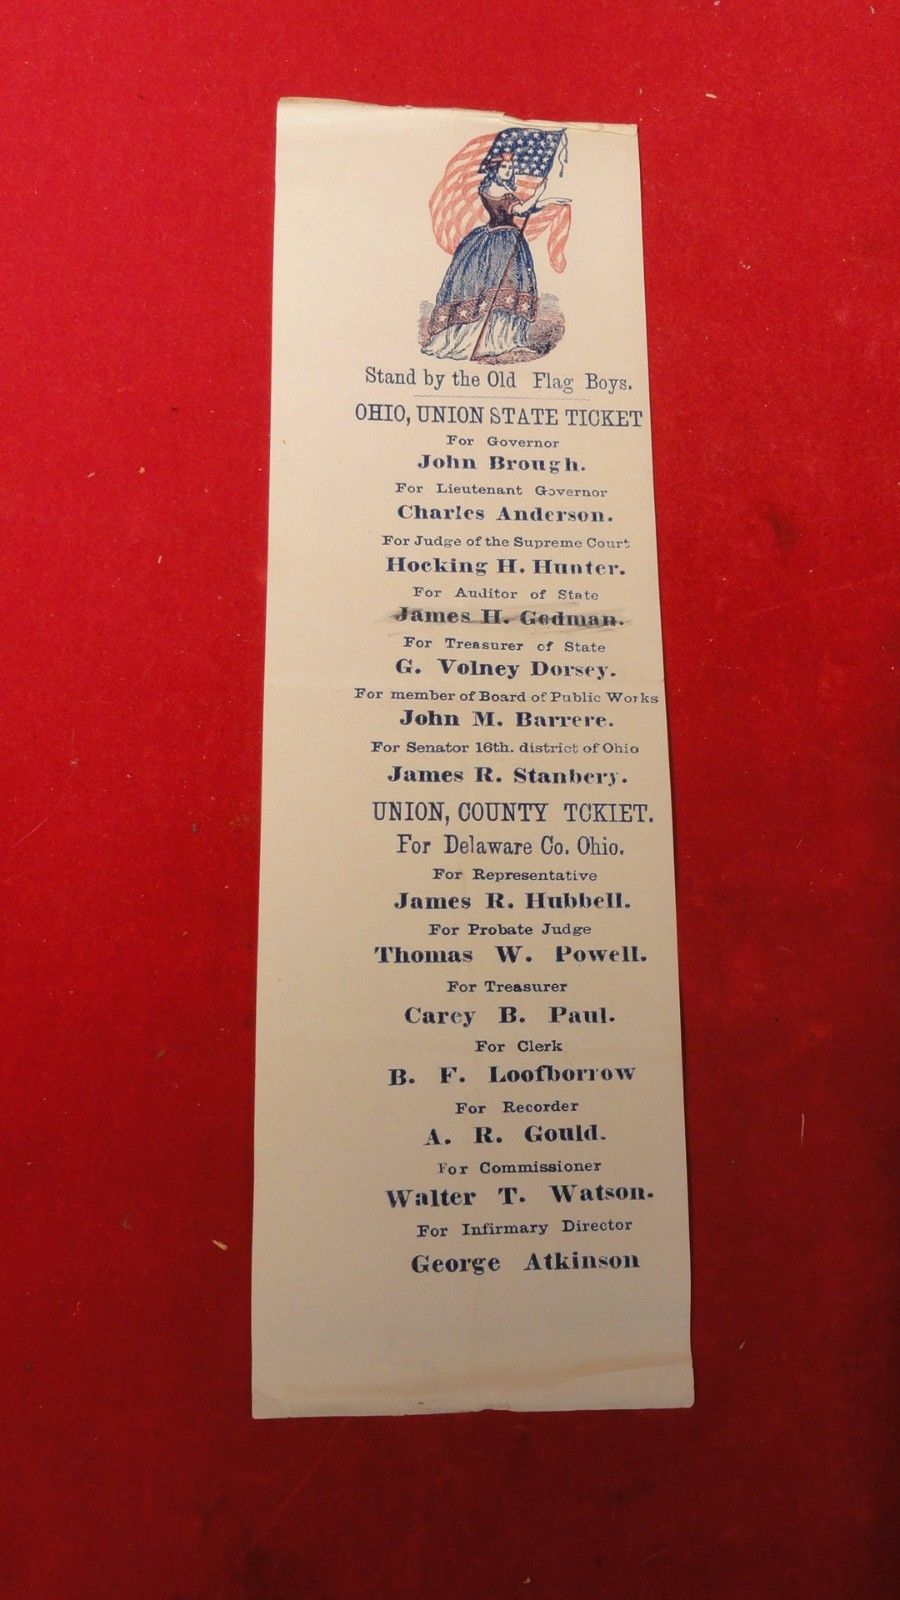 Stand by the Old Flag Boys.
OHIO, UNION STATE TICKET
For Governor
John Brough.
For Lieutenant Governor
Charles Anderson.
For Judge of the Supreme Court
Hocking H. Hunter.
For Auditor of State
James H. Godman.
For Treasurer of State
G. Volney Dorsey.
For member of Board of Public Works
John M. Barrere.
For Senator 16th. district of Ohio
James R. Stanbery.
UNION, COUNTY TCKIET.
For Delaware Co. Ohio.
For Representative
James R. Hubbell.
For Probate Judge
Thomas W. Powell.
For Treasurer
Carey B. Paul.
For Clerk
B. F. Loofborrow
For Recorder
A. R. Gould.
For Commissioner
Walter T. Watson.
For Infirmary Director
George Atkinson